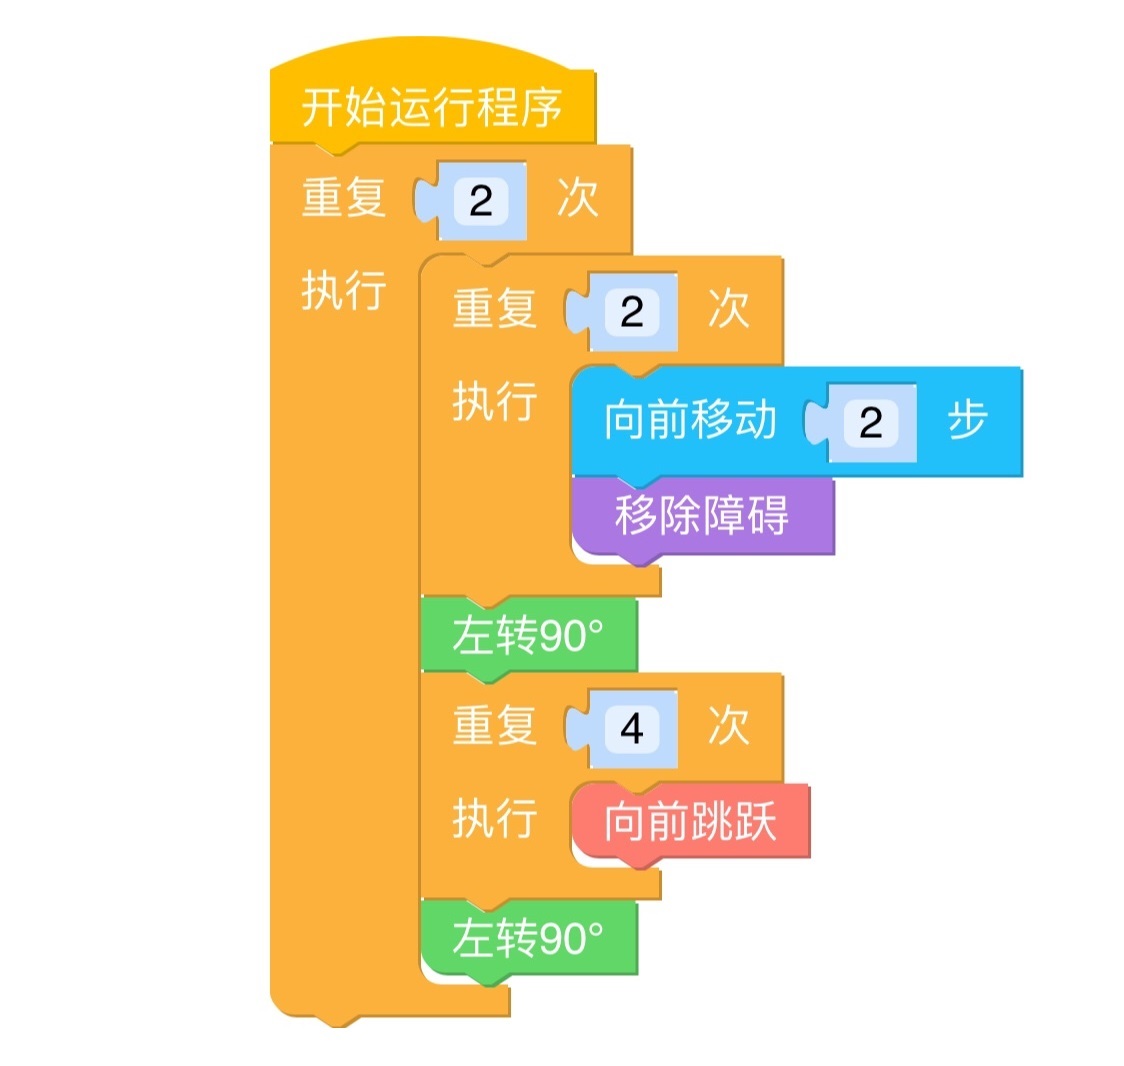 开始运行程序
重复 2 次
执行
重复 2 次
执行
向前移动 2 步
移除障碍
左转90°
重复 4 次
执行
向前跳跃
左转90°